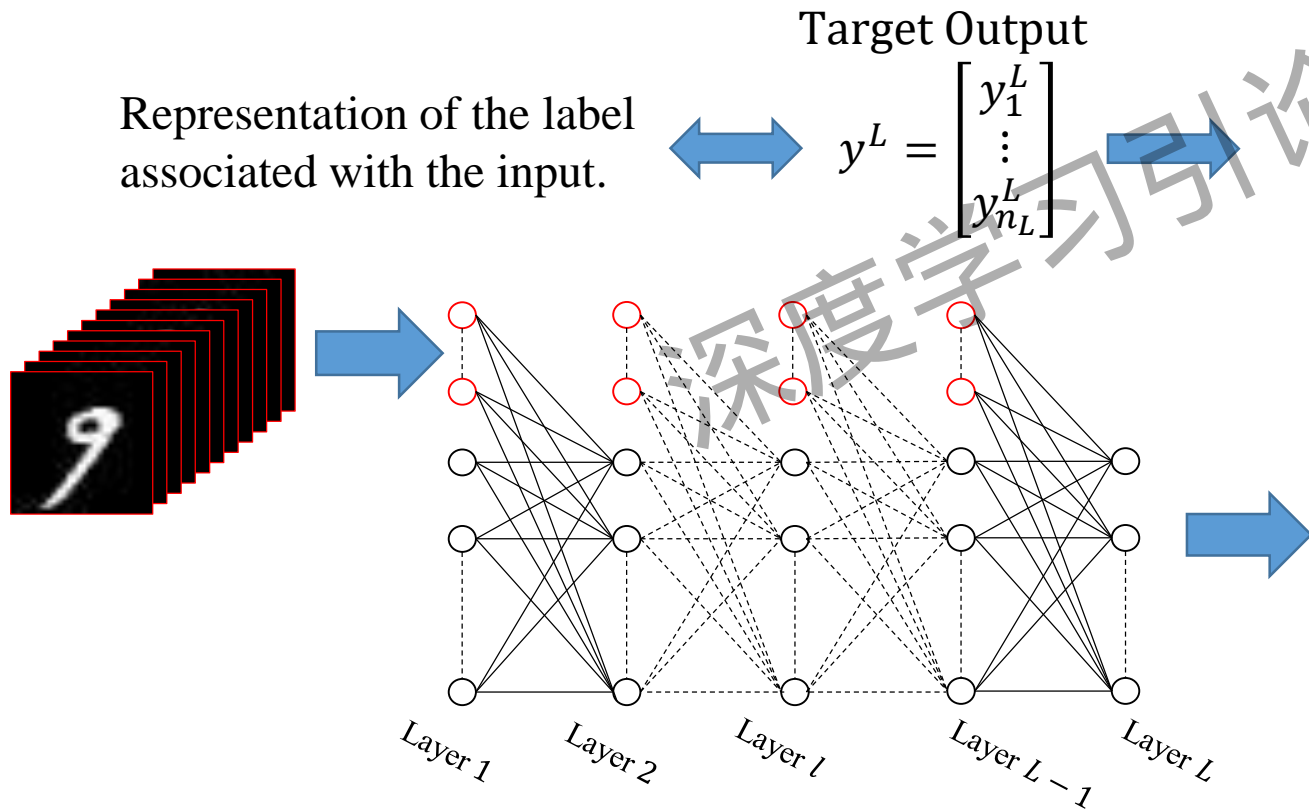 Target Output
Representation of the label
associated with the input.
y^L = [y_1^L ⋮ y_{n_L}^L]
深度学习引论
Layer 1
Layer 2
Layer l
Layer L − 1
Layer L